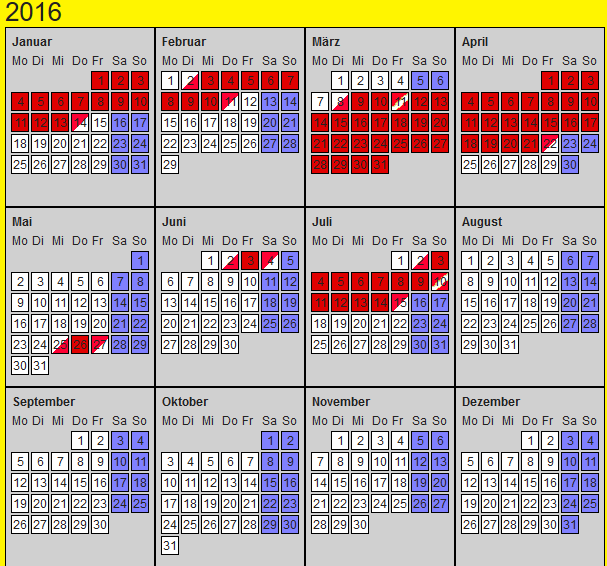 2016
Januar
Mo Di Mi Do Fr Sa So
1 2 3
4 5 6 7 8 9 10
11 12 13 14 15 16 17
18 19 20 21 22 23 24
25 26 27 28 29 30 31
Februar
Mo Di Mi Do Fr Sa So
1 2 3 4 5 6 7
8 9 10 11 12 13 14
15 16 17 18 19 20 21
22 23 24 25 26 27 28
29
März
Mo Di Mi Do Fr Sa So
1 2 3 4 5 6
7 8 9 10 11 12 13
14 15 16 17 18 19 20
21 22 23 24 25 26 27
28 29 30 31
April
Mo Di Mi Do Fr Sa So
1 2 3
4 5 6 7 8 9 10
11 12 13 14 15 16 17
18 19 20 21 22 23 24
25 26 27 28 29 30
Mai
Mo Di Mi Do Fr Sa So
1
2 3 4 5 6 7 8
9 10 11 12 13 14 15
16 17 18 19 20 21 22
23 24 25 26 27 28 29
30 31
Juni
Mo Di Mi Do Fr Sa So
1 2 3 4 5
6 7 8 9 10 11 12
13 14 15 16 17 18 19
20 21 22 23 24 25 26
27 28 29 30
Juli
Mo Di Mi Do Fr Sa So
1 2 3
4 5 6 7 8 9 10
11 12 13 14 15 16 17
18 19 20 21 22 23 24
25 26 27 28 29 30 31
August
Mo Di Mi Do Fr Sa So
1 2 3 4 5 6 7
8 9 10 11 12 13 14
15 16 17 18 19 20 21
22 23 24 25 26 27 28
29 30 31
September
Mo Di Mi Do Fr Sa So
1 2 3 4
5 6 7 8 9 10 11
12 13 14 15 16 17 18
19 20 21 22 23 24 25
26 27 28 29 30
Oktober
Mo Di Mi Do Fr Sa So
1 2
3 4 5 6 7 8 9
10 11 12 13 14 15 16
17 18 19 20 21 22 23
24 25 26 27 28 29 30
31
November
Mo Di Mi Do Fr Sa So
1 2 3 4 5 6
7 8 9 10 11 12 13
14 15 16 17 18 19 20
21 22 23 24 25 26 27
28 29 30
Dezember
Mo Di Mi Do Fr Sa So
1 2 3 4
5 6 7 8 9 10 11
12 13 14 15 16 17 18
19 20 21 22 23 24 25
26 27 28 29 30 31